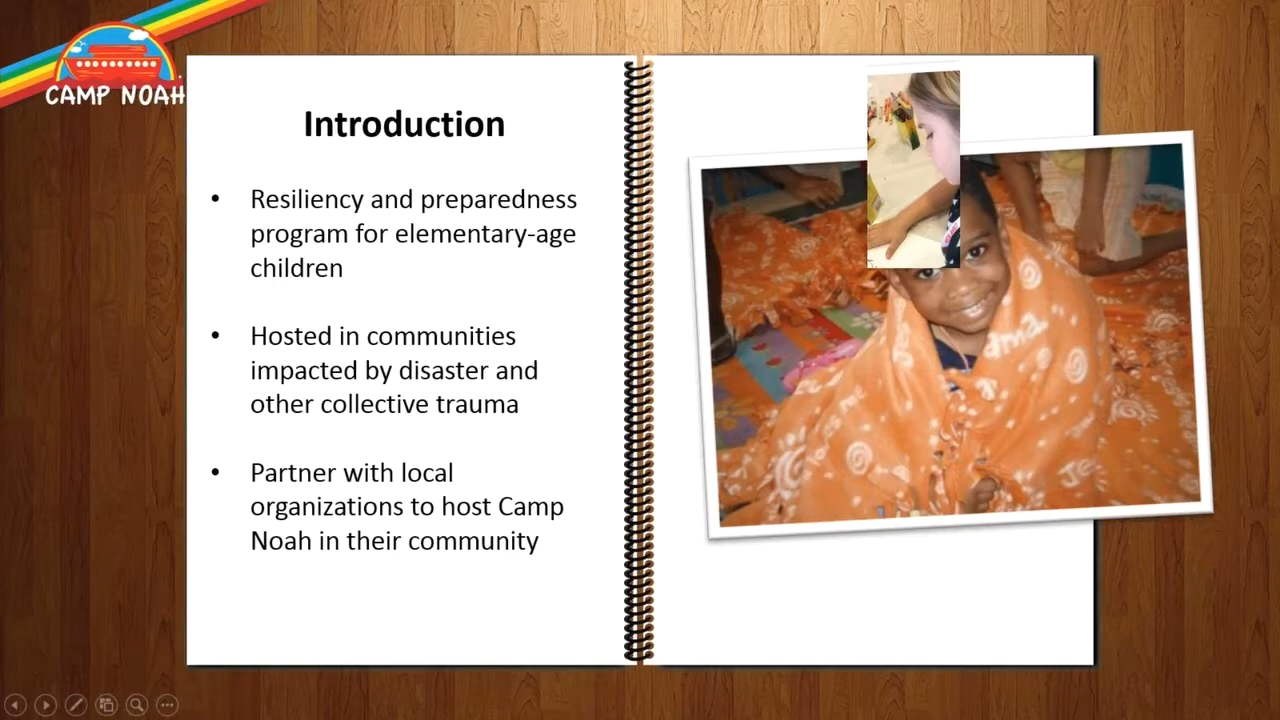 CAMP NOAH
Introduction
• Resiliency and preparedness
program for elementary-age
children
• Hosted in communities
impacted by disaster and
other collective trauma
• Partner with local
organizations to host Camp
Noah in their community